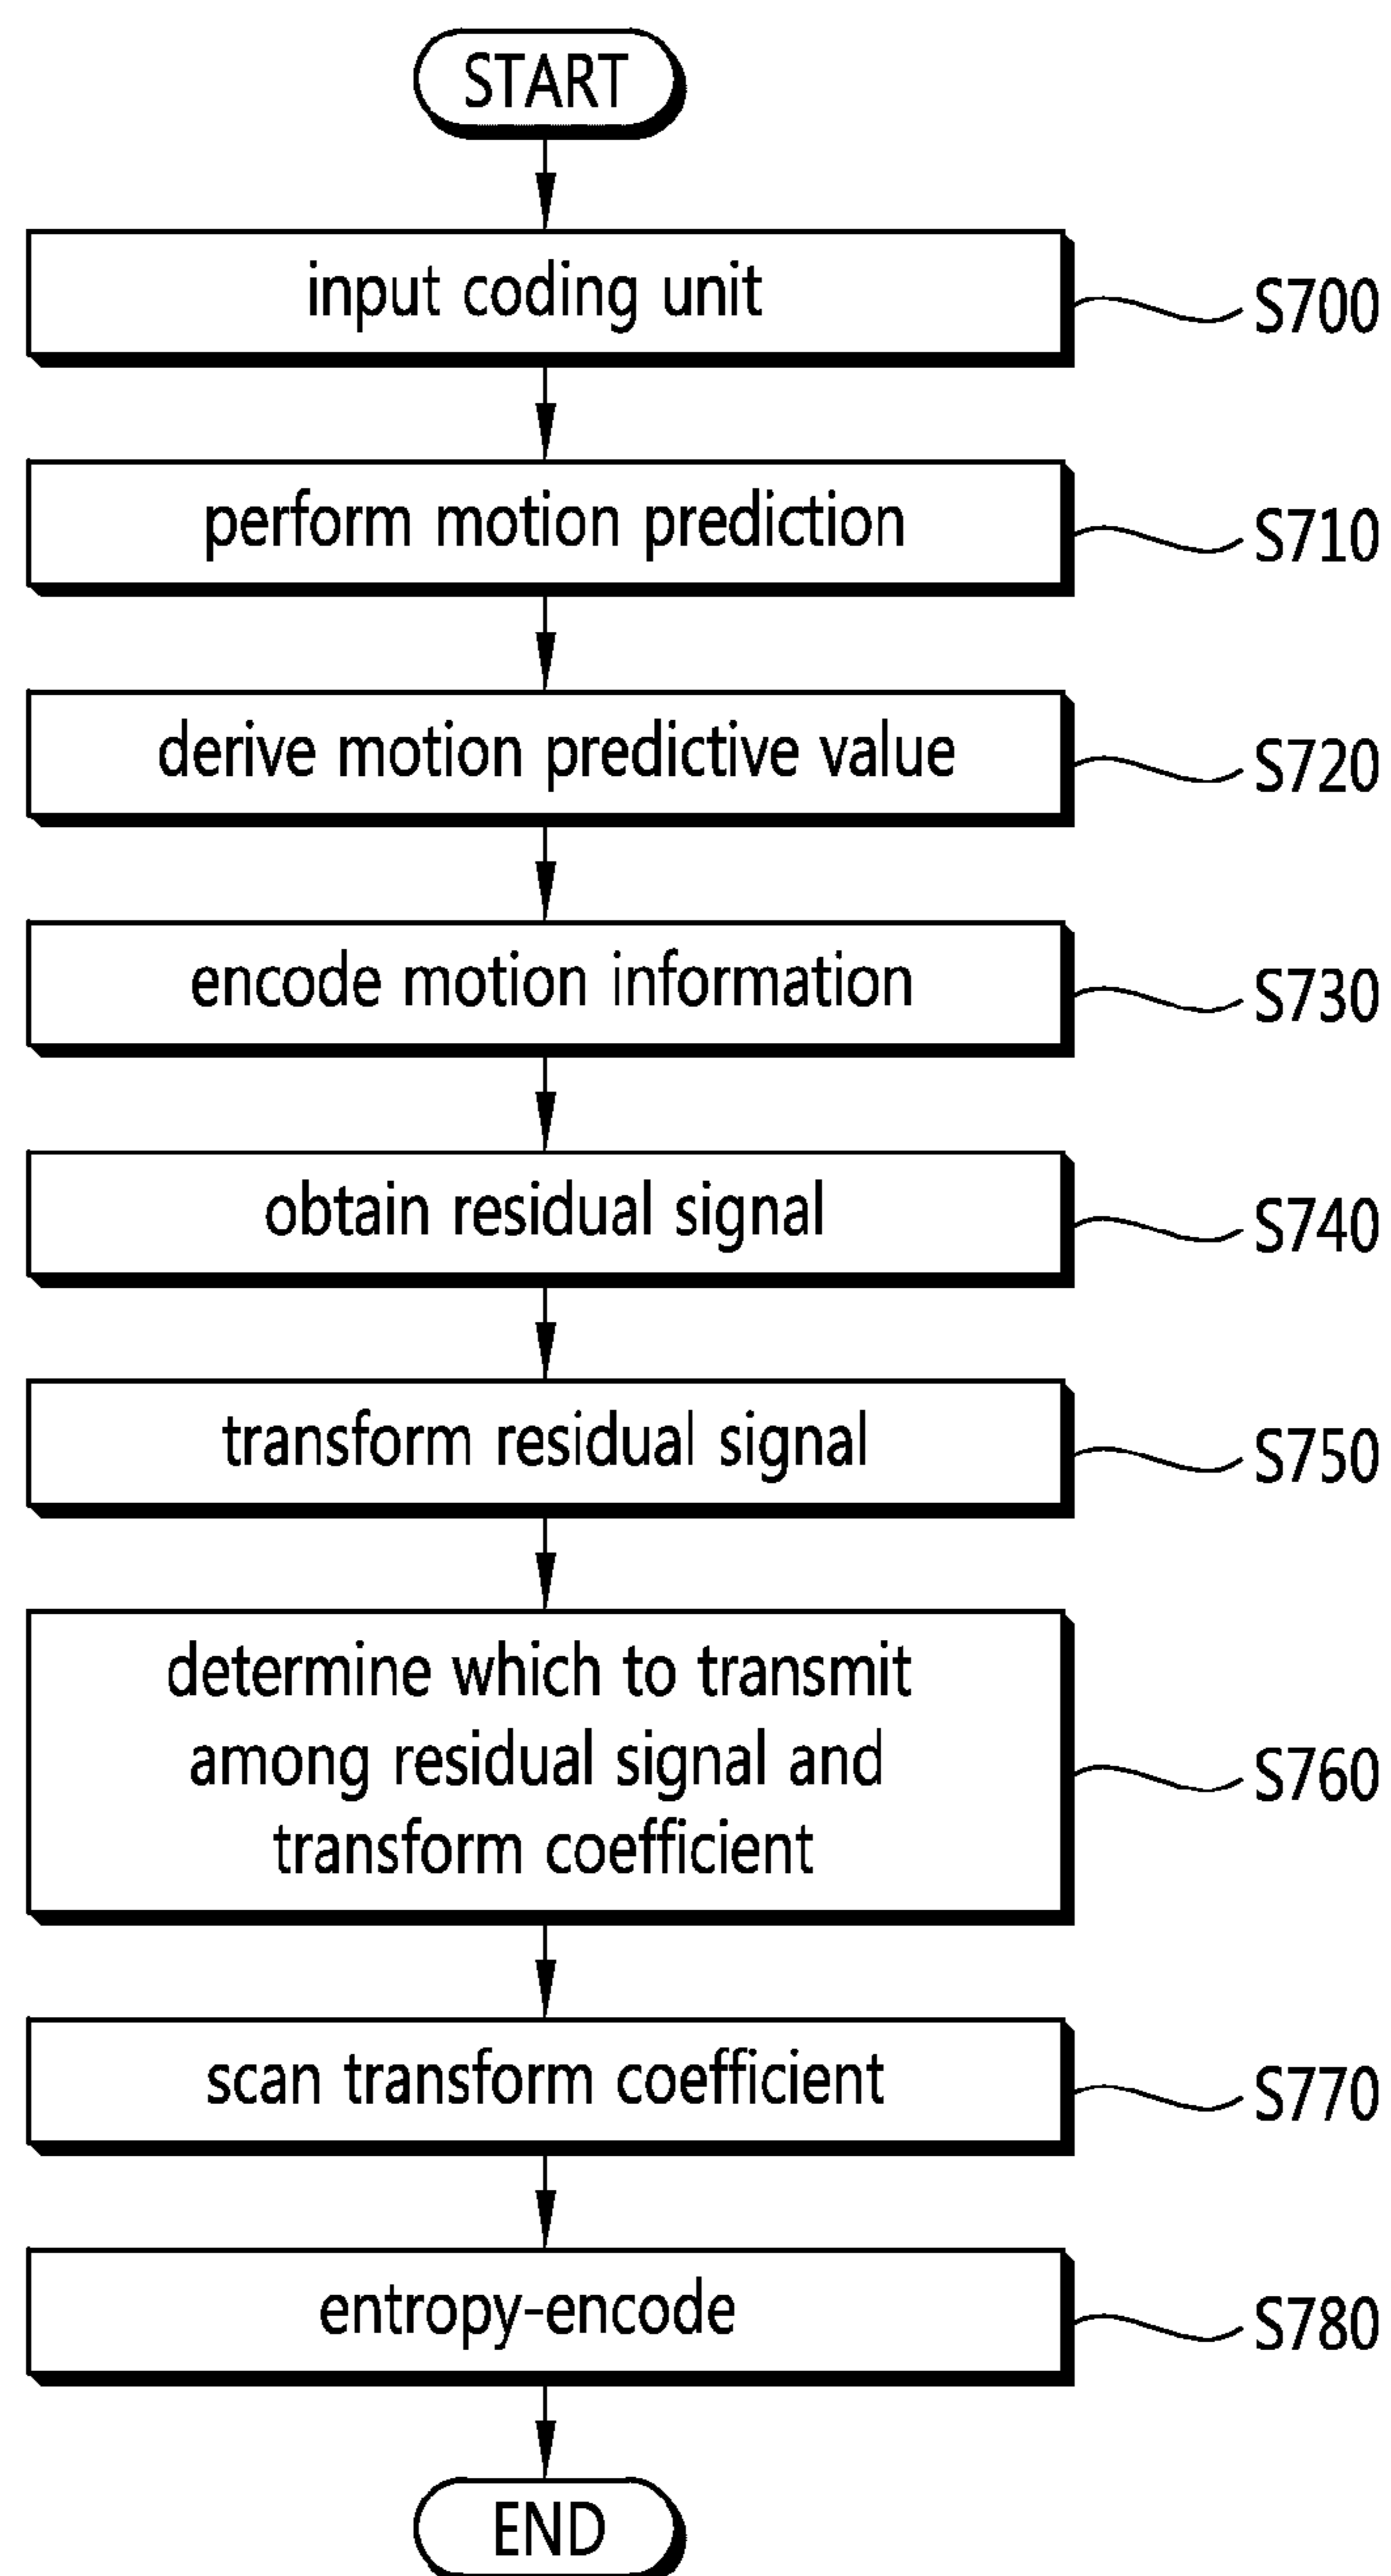 START
input coding unit
S700
perform motion prediction
S710
derive motion predictive value
S720
encode motion information
S730
obtain residual signal
S740
transform residual signal
S750
determine which to transmit
among residual signal and
transform coefficient
S760
scan transform coefficient
S770
entropy-encode
S780
END